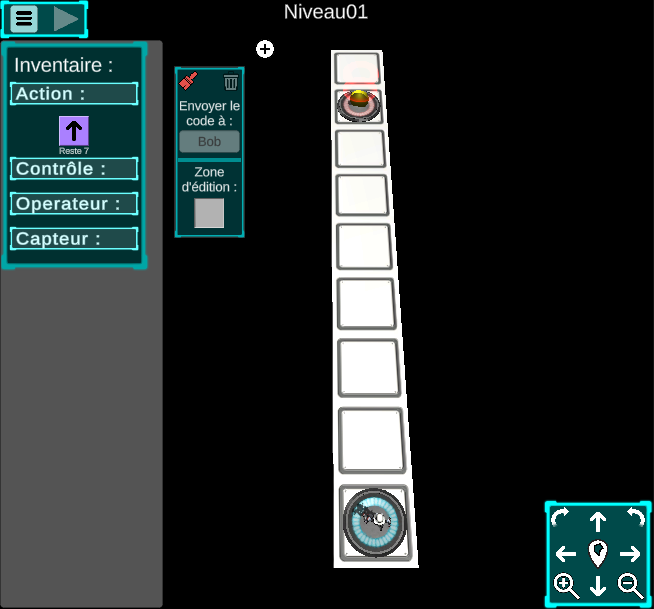 Niveau01
Inventaire :
Action :
Reste 7
Contrôle :
Operateur :
Capteur :
Envoyer le
code à :
Bob
Zone
d'édition :